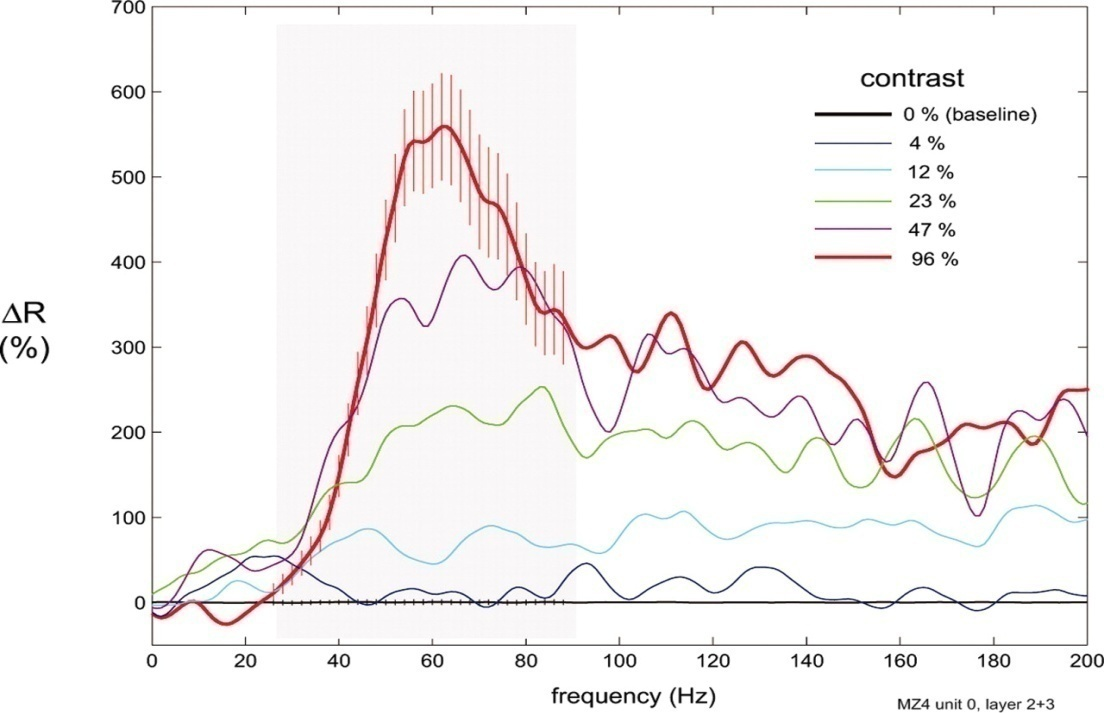 700
600
500
400
300
200
100
0
ΔR
(%)
contrast
0 % (baseline)
4 %
12 %
23 %
47 %
96 %
0 20 40 60 80 100 120 140 160 180 200
frequency (Hz)
MZ4 unit 0, layer 2+3